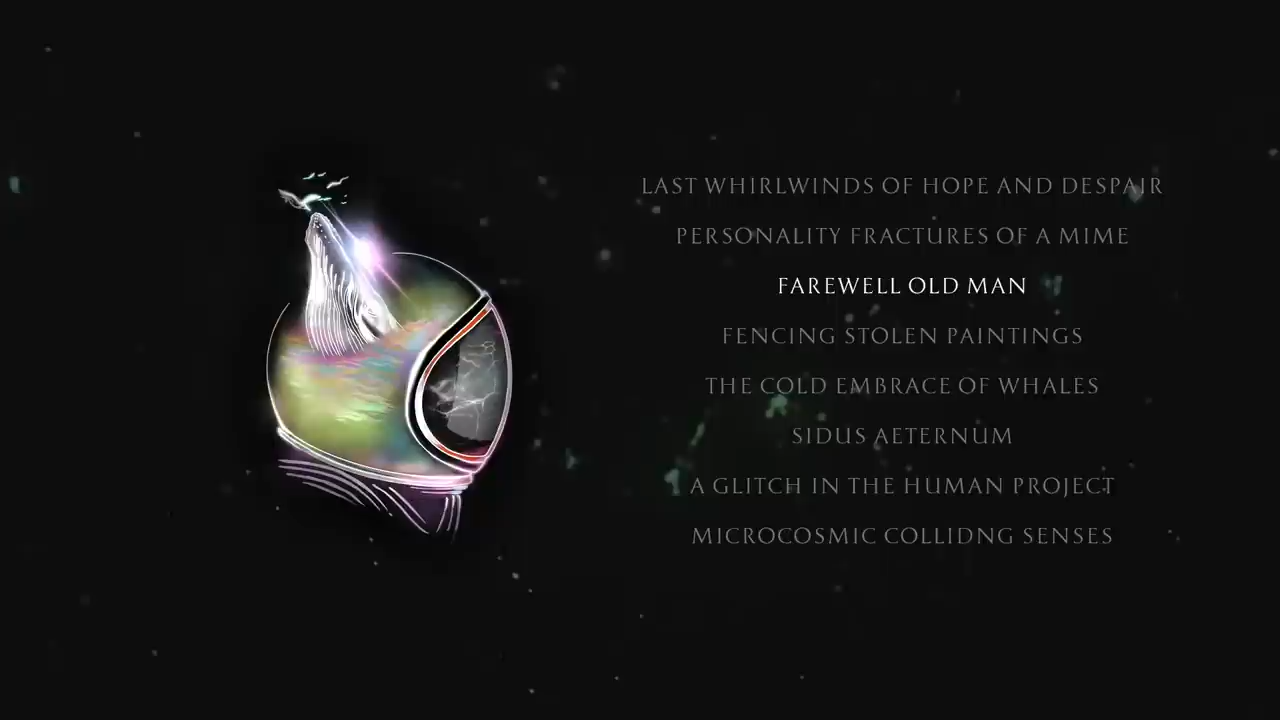 LAST WHIRLWINDS OF HOPE AND DESPAIR
PERSONALITY FRACTURES OF A MIME
FAREWELL OLD MAN
FENCING STOLEN PAINTINGS
THE COLD EMBRACE OF WHALES
SIDUS AETERNUM
A GLITCH IN THE HUMAN PROJECT
MICROCOSMIC COLLIDNG SENSES